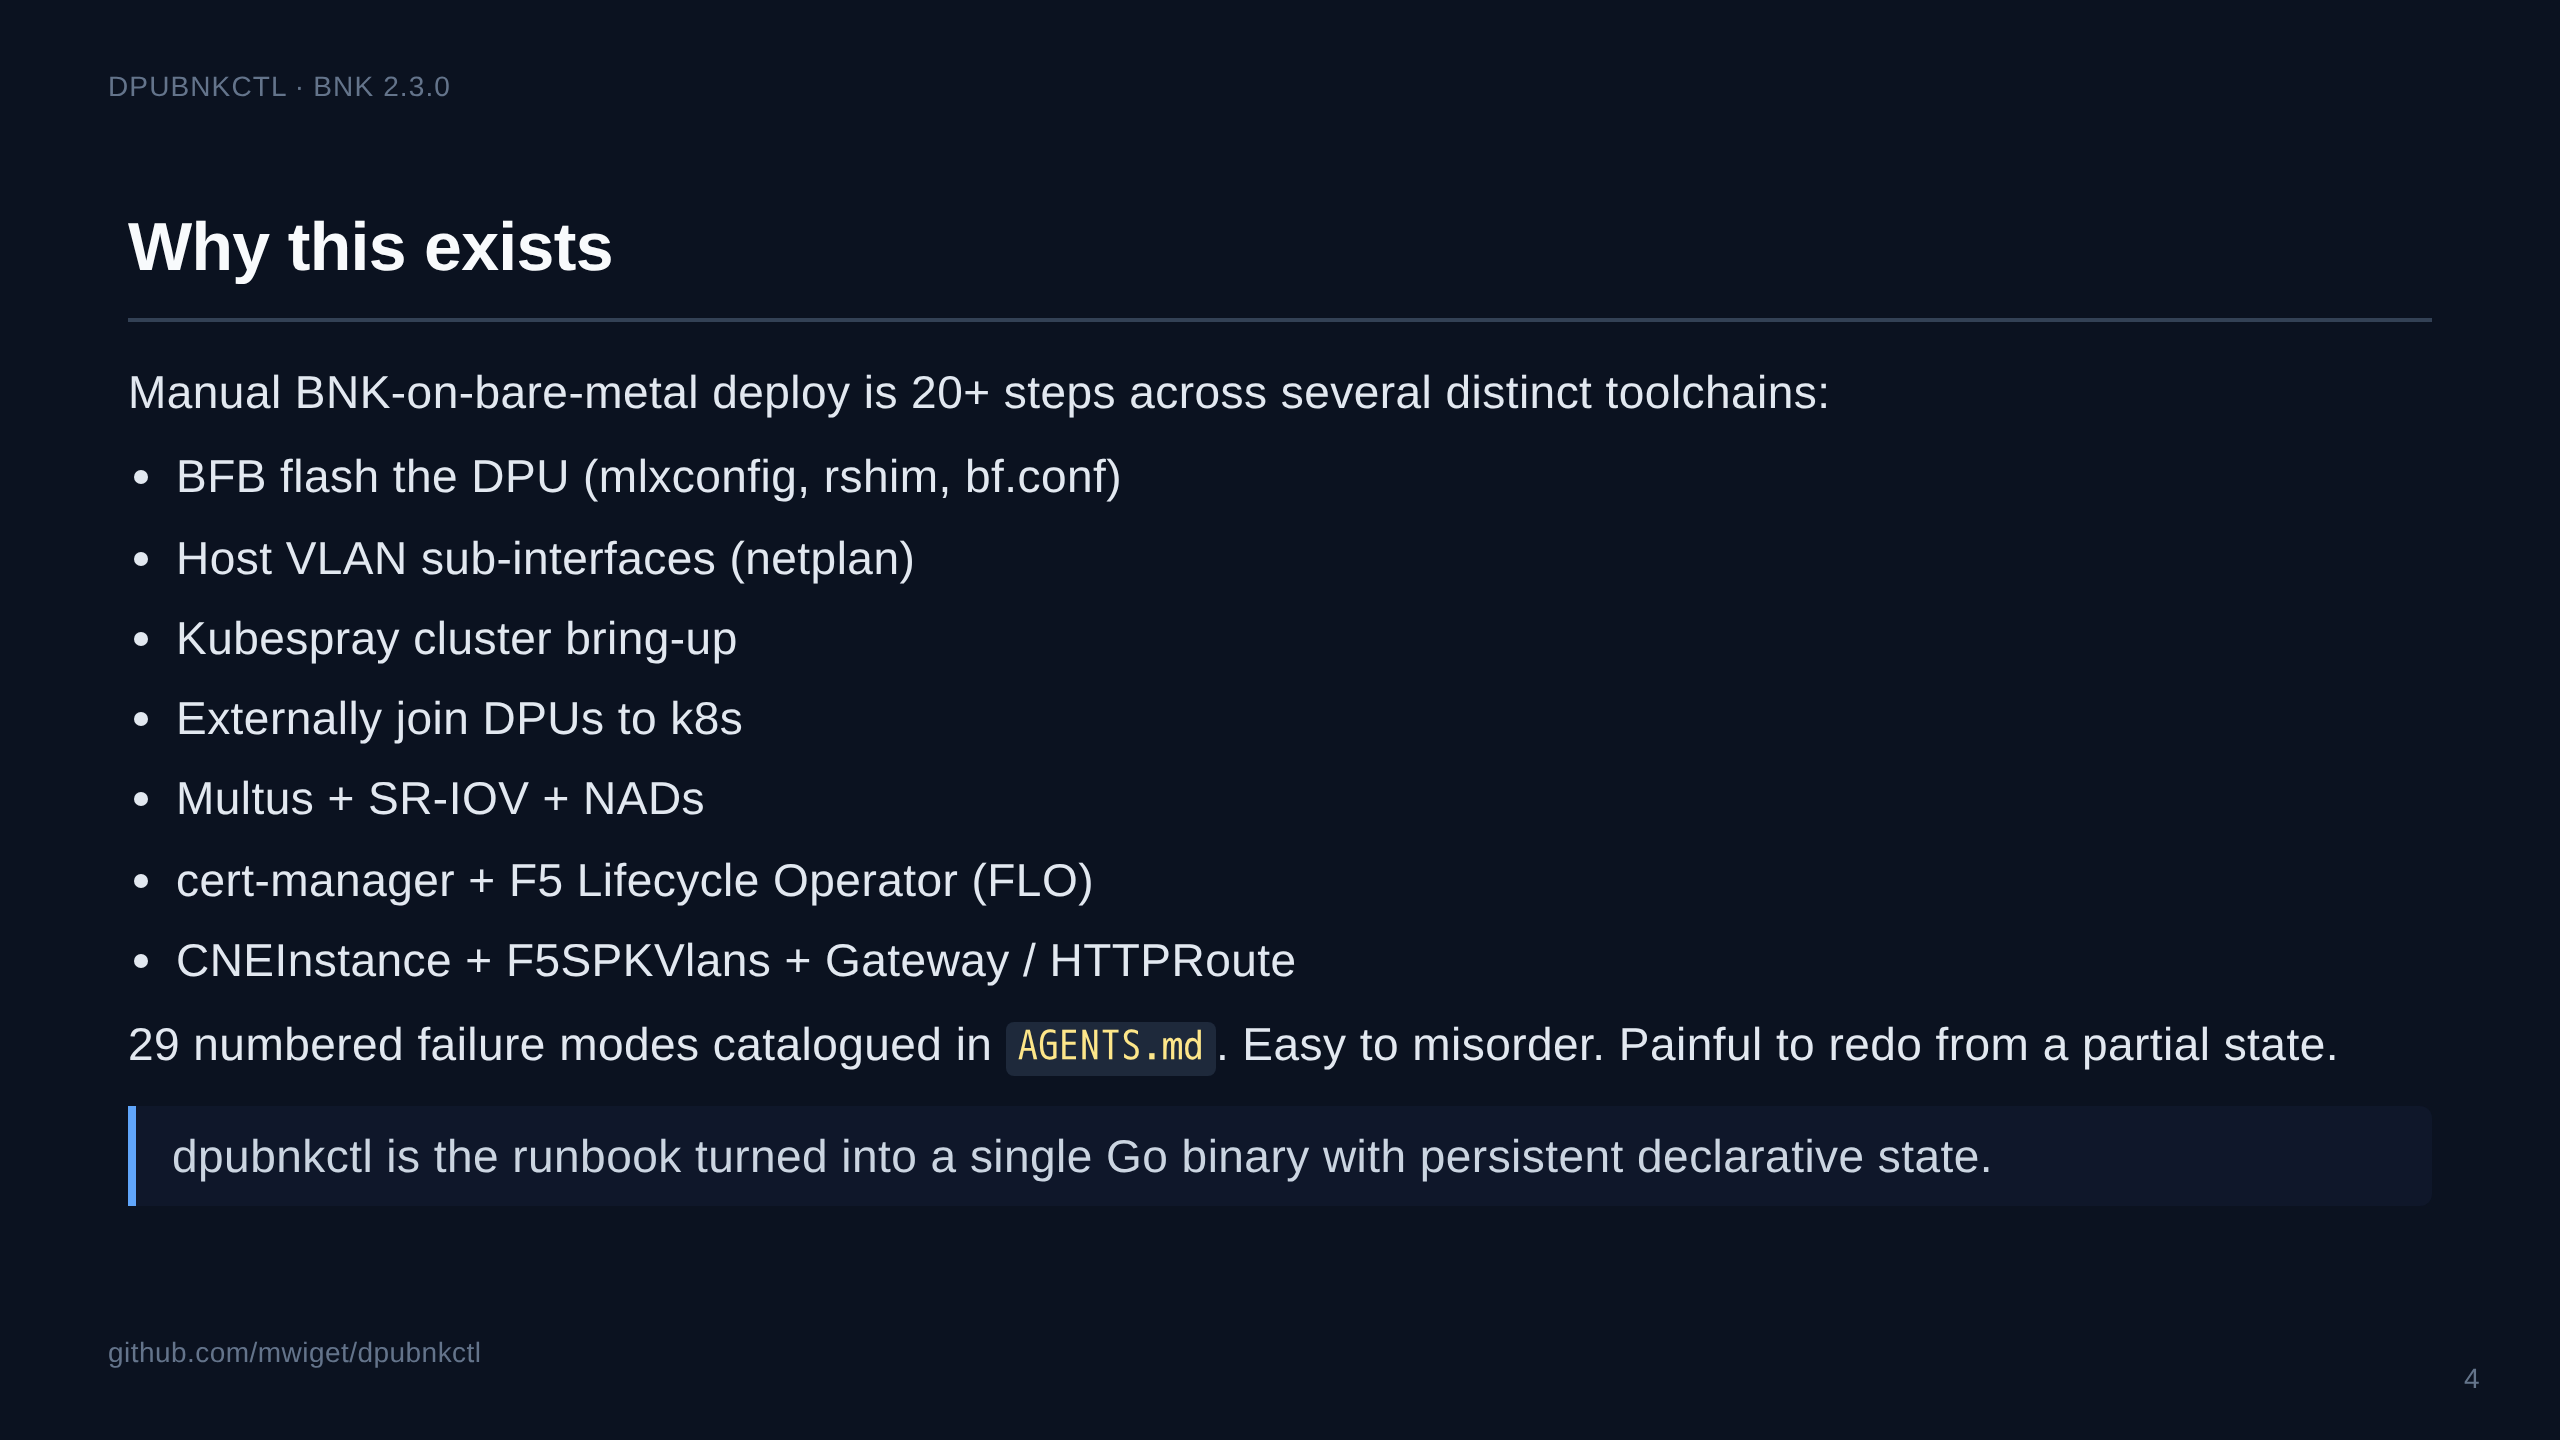 DPUBNKCTL · BNK 2.3.0
Why this exists
Manual BNK-on-bare-metal deploy is 20+ steps across several distinct toolchains:
• BFB flash the DPU (mlxconfig, rshim, bf.conf)
• Host VLAN sub-interfaces (netplan)
• Kubespray cluster bring-up
• Externally join DPUs to k8s
• Multus + SR-IOV + NADs
• cert-manager + F5 Lifecycle Operator (FLO)
• CNEInstance + F5SPKVlans + Gateway / HTTPRoute
29 numbered failure modes catalogued in AGENTS.md. Easy to misorder. Painful to redo from a partial state.
dpubnkctl is the runbook turned into a single Go binary with persistent declarative state.
github.com/mwiget/dpubnkctl
4